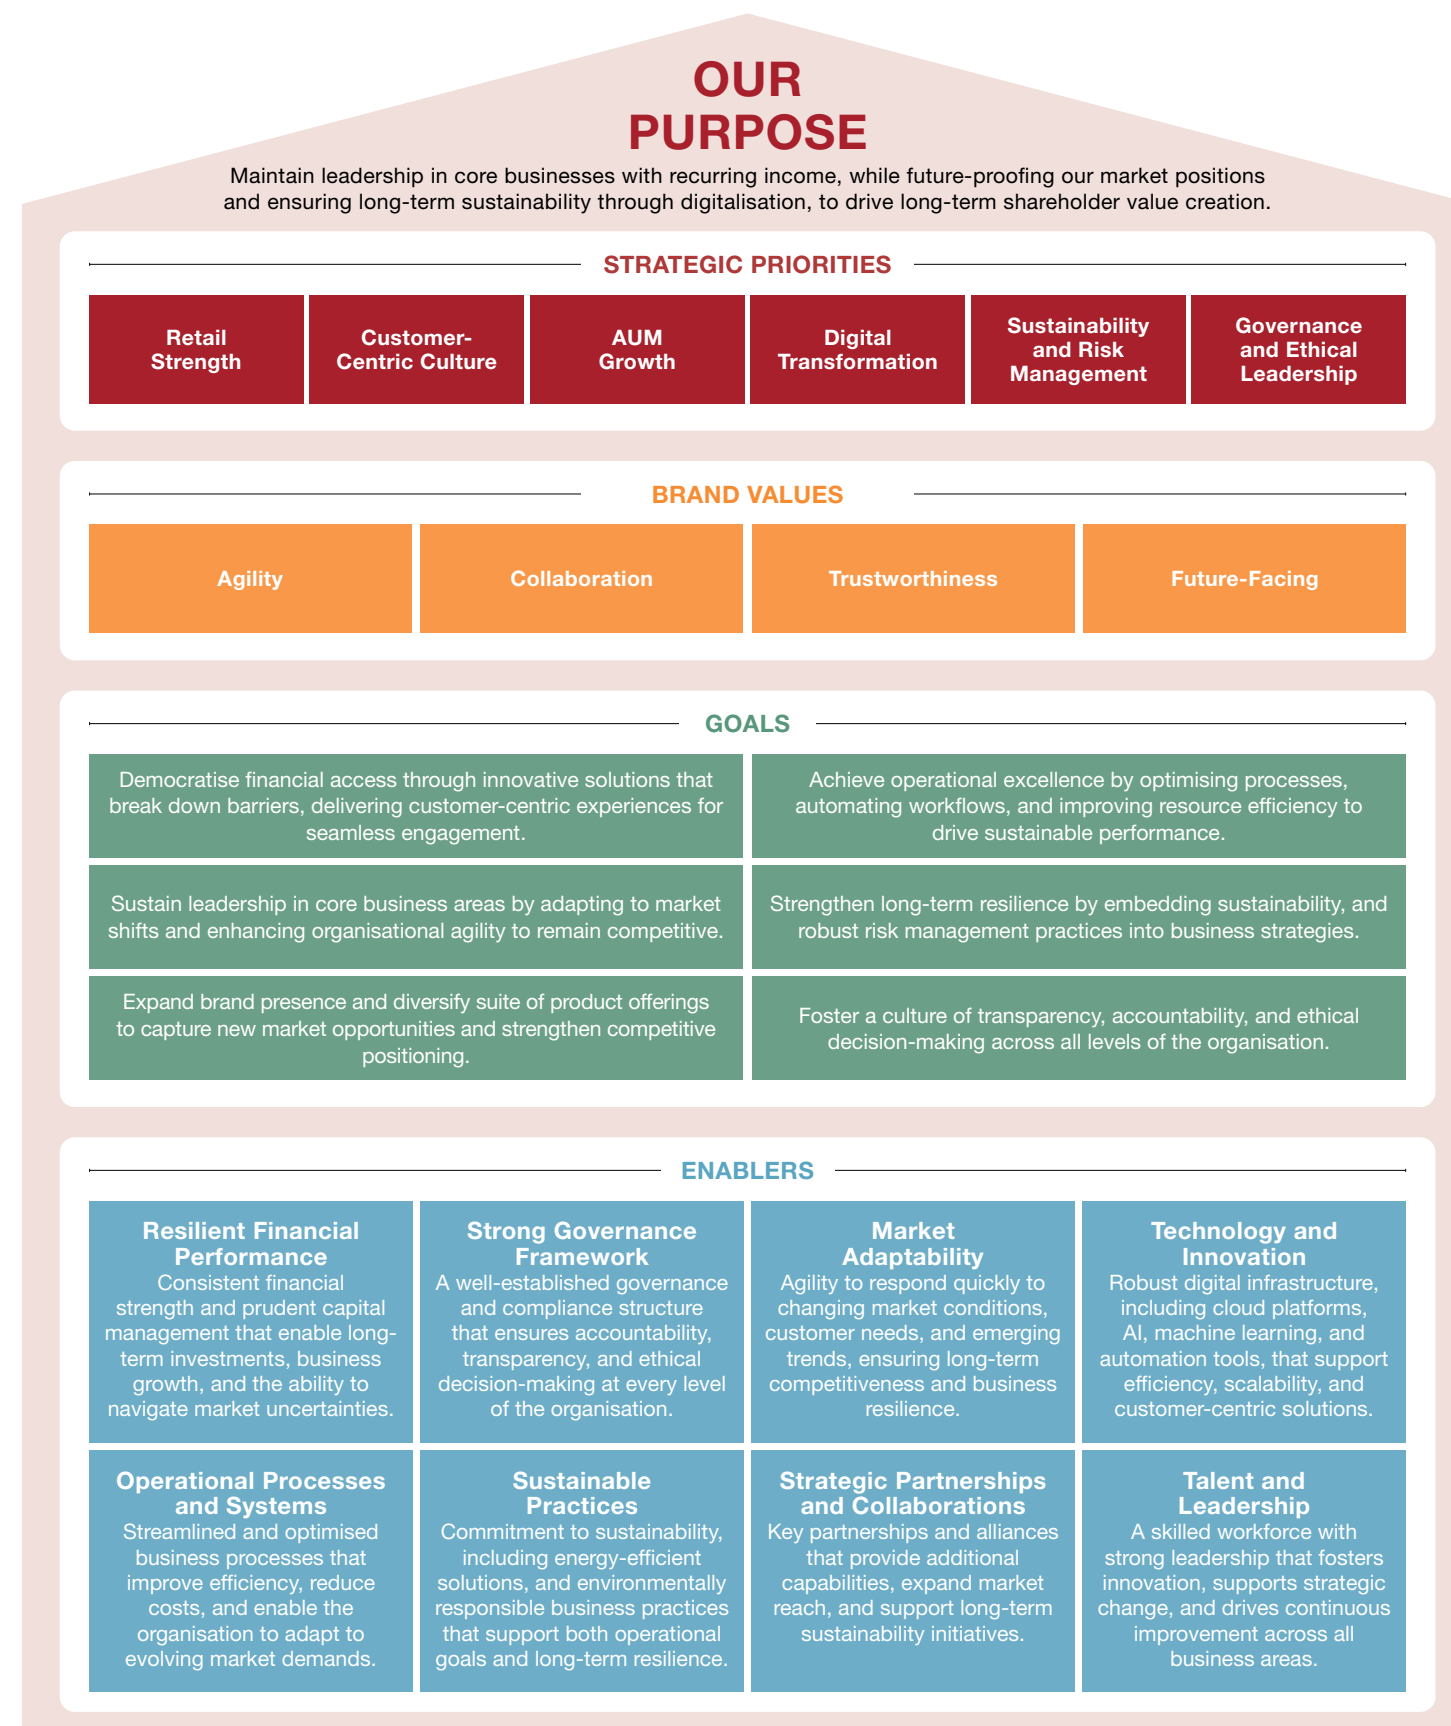 OUR
PURPOSE
Maintain leadership in core businesses with recurring income, while future-proofing our market positions
and ensuring long-term sustainability through digitalisation, to drive long-term shareholder value creation.
STRATEGIC PRIORITIES
Retail
Strength
Customer-
Centric Culture
AUM
Growth
Digital
Transformation
Sustainability
and Risk
Management
Governance
and Ethical
Leadership
BRAND VALUES
Agility
Collaboration
Trustworthiness
Future-Facing
GOALS
Democratise financial access through innovative solutions that
break down barriers, delivering customer-centric experiences for
seamless engagement.
Achieve operational excellence by optimising processes,
automating workflows, and improving resource efficiency to
drive sustainable performance.
Sustain leadership in core business areas by adapting to market
shifts and enhancing organisational agility to remain competitive.
Strengthen long-term resilience by embedding sustainability, and
robust risk management practices into business strategies.
Expand brand presence and diversify suite of product offerings
to capture new market opportunities and strengthen competitive
positioning.
Foster a culture of transparency, accountability, and ethical
decision-making across all levels of the organisation.
ENABLERS
Resilient Financial
Performance
Consistent financial
strength and prudent capital
management that enable long-
term investments, business
growth, and the ability to
navigate market uncertainties.
Strong Governance
Framework
A well-established governance
and compliance structure
that ensures accountability,
transparency, and ethical
decision-making at every level
of the organisation.
Market
Adaptability
Agility to respond quickly to
changing market conditions,
customer needs, and emerging
trends, ensuring long-term
competitiveness and business
resilience.
Technology and
Innovation
Robust digital infrastructure,
including cloud platforms,
AI, machine learning, and
automation tools, that support
efficiency, scalability, and
customer-centric solutions.
Operational Processes
and Systems
Streamlined and optimised
business processes that
improve efficiency, reduce
costs, and enable the
organisation to adapt to
evolving market demands.
Sustainable
Practices
Commitment to sustainability,
including energy-efficient
solutions, and environmentally
responsible business practices
that support both operational
goals and long-term resilience.
Strategic Partnerships
and Collaborations
Key partnerships and alliances
that provide additional
capabilities, expand market
reach, and support long-term
sustainability initiatives.
Talent and
Leadership
A skilled workforce with
strong leadership that fosters
innovation, supports strategic
change, and drives continuous
improvement across all
business areas.